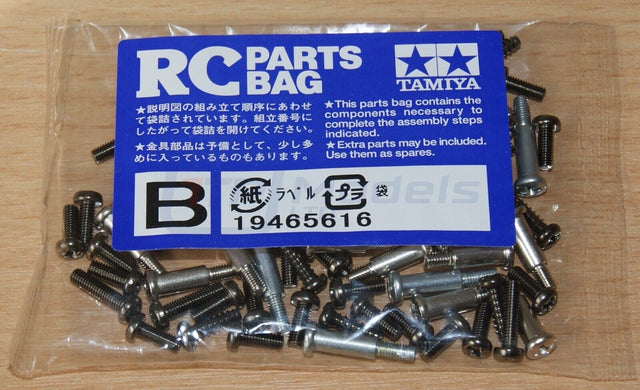 RC PARTS BAG
TAMIYA
★説明図の組み立て順序にあわせ
て袋詰されています。組立番号に
したがって袋詰を開けてください。
★金具部品は予備として、少し多
めに入っているものもあります。
★This parts bag contains the
components necessary to
complete the assembly steps
indicated.
★Extra parts may be included.
Use them as spares.
B
紙 ラベル プラ 袋
19465616